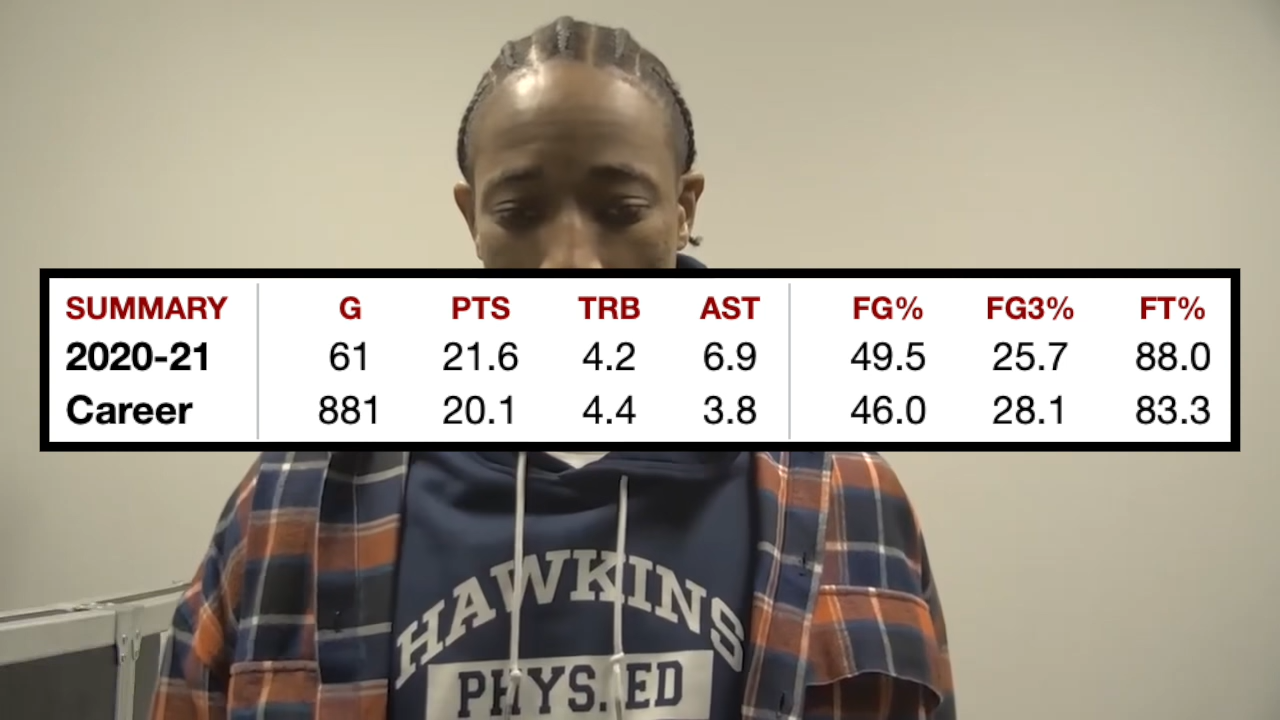 SUMMARY G PTS TRB AST FG% FG3% FT%
2020-21 61 21.6 4.2 6.9 49.5 25.7 88.0
Career 881 20.1 4.4 3.8 46.0 28.1 83.3
HAWKINS
PHYS. ED